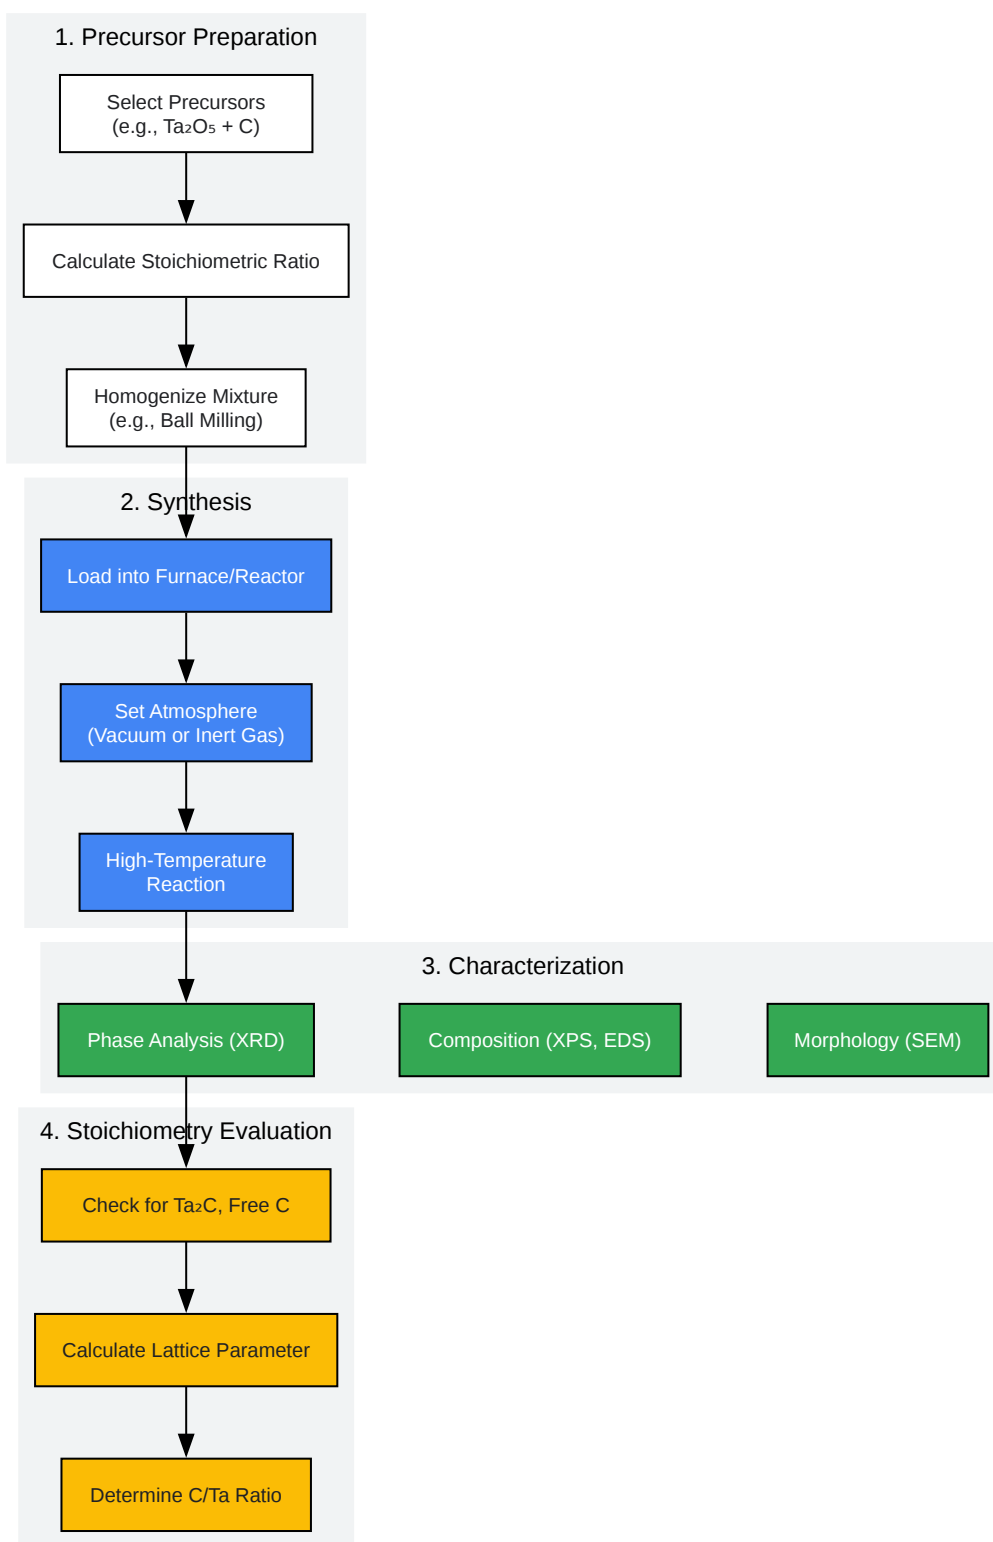 1. Precursor Preparation
Select Precursors
(e.g., Ta₂O₅ + C)
Calculate Stoichiometric Ratio
Homogenize Mixture
(e.g., Ball Milling)
2. Synthesis
Load into Furnace/Reactor
Set Atmosphere
(Vacuum or Inert Gas)
High-Temperature
Reaction
3. Characterization
Phase Analysis (XRD)
Composition (XPS, EDS)
Morphology (SEM)
4. Stoichiometry Evaluation
Check for Ta₂C, Free C
Calculate Lattice Parameter
Determine C/Ta Ratio